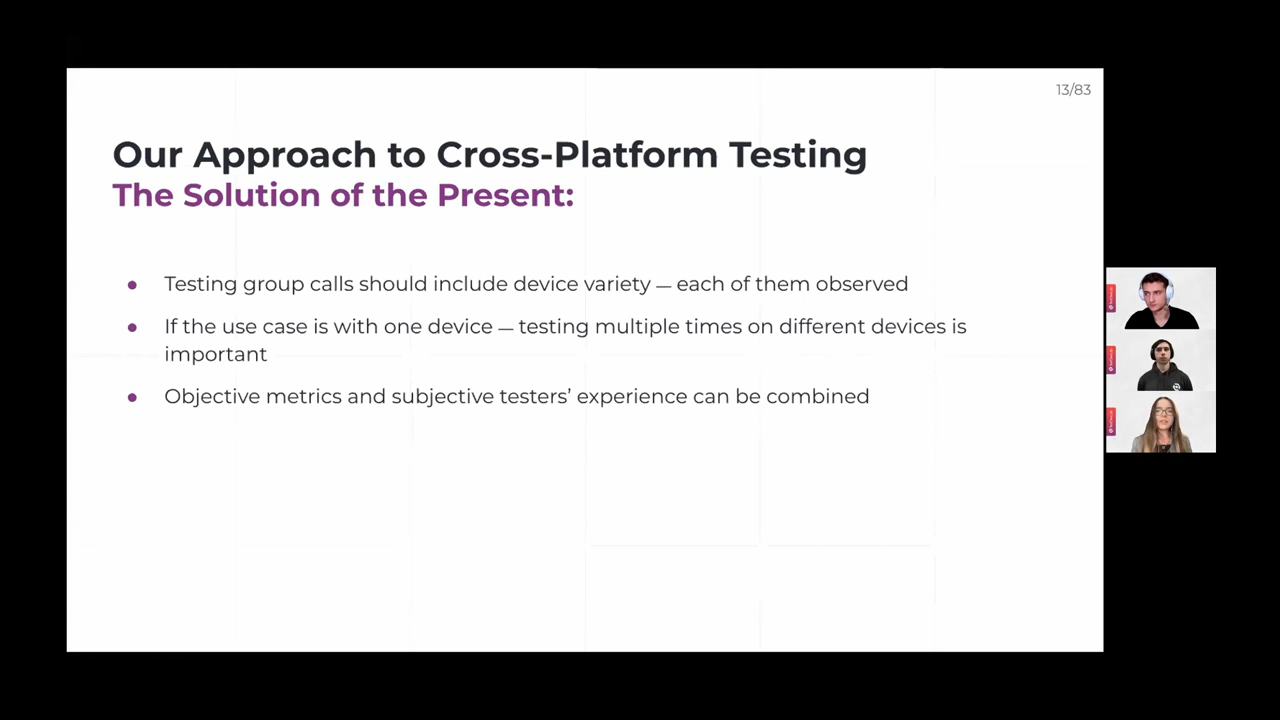 13/83
Our Approach to Cross-Platform Testing
The Solution of the Present:
● Testing group calls should include device variety — each of them observed
● If the use case is with one device — testing multiple times on different devices is
important
● Objective metrics and subjective testers’ experience can be combined